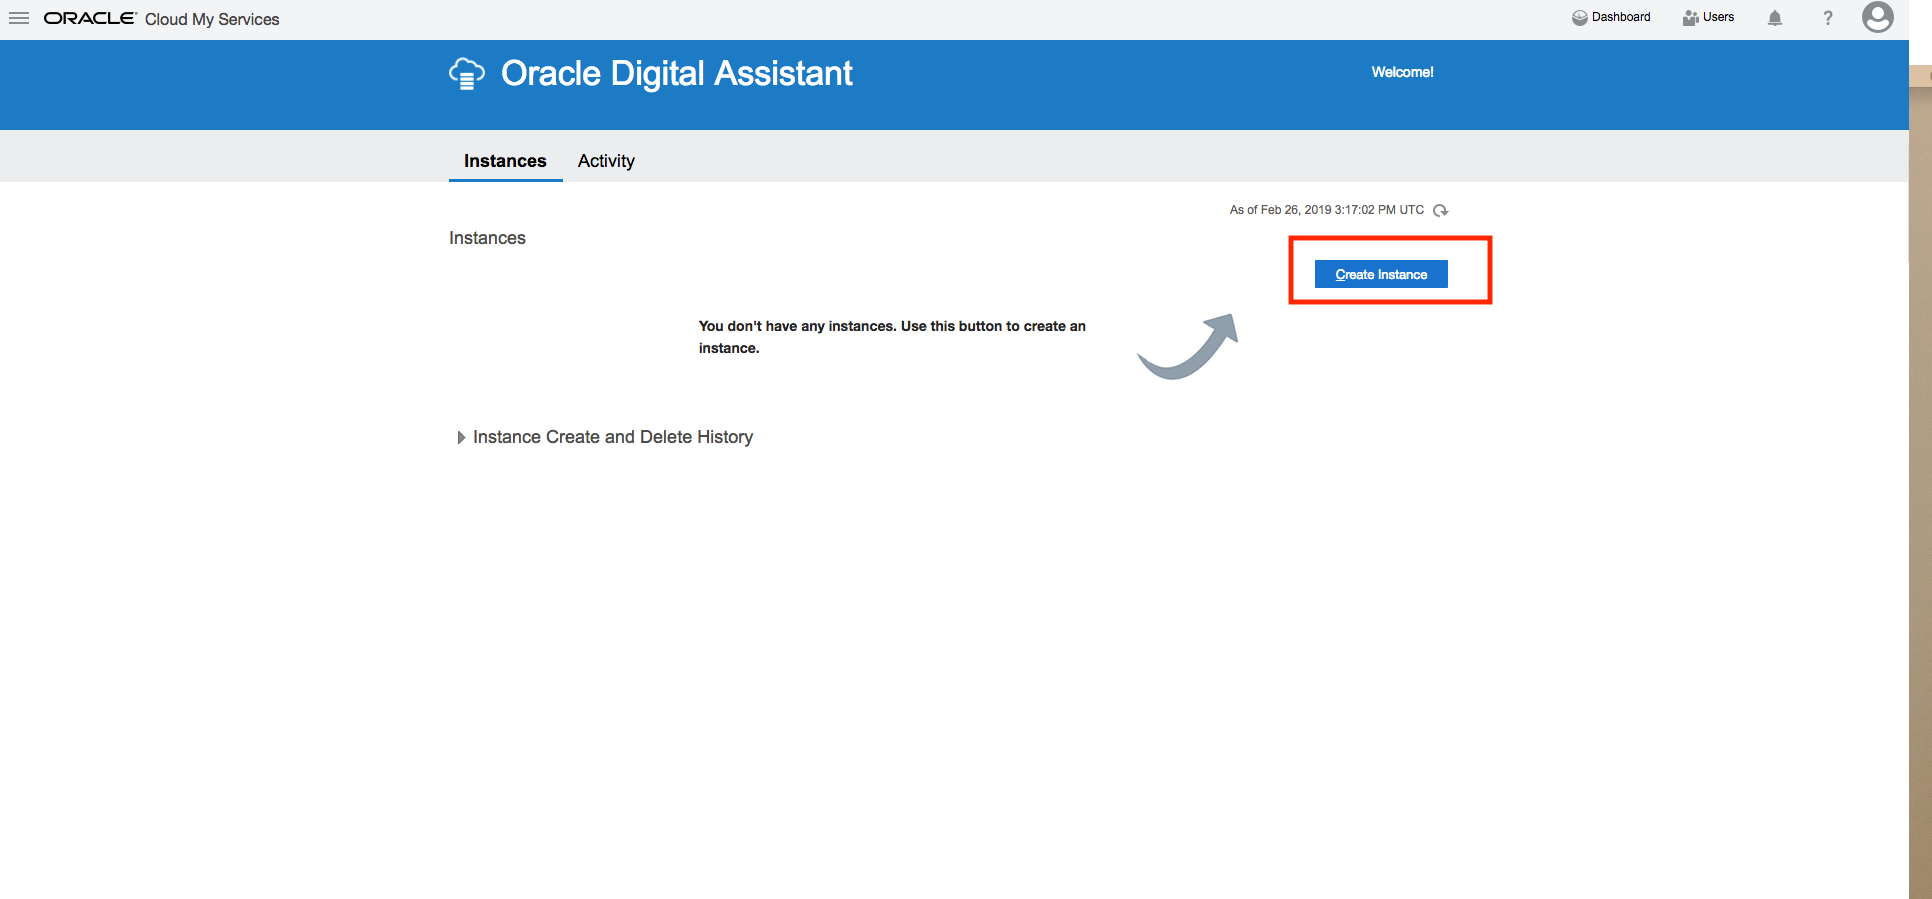 ORACLE Cloud My Services
Dashboard
Users
?
Oracle Digital Assistant
Welcome!
Instances
Activity
As of Feb 26, 2019 3:17:02 PM UTC
Instances
Create Instance
You don't have any instances. Use this button to create an
instance.
Instance Create and Delete History